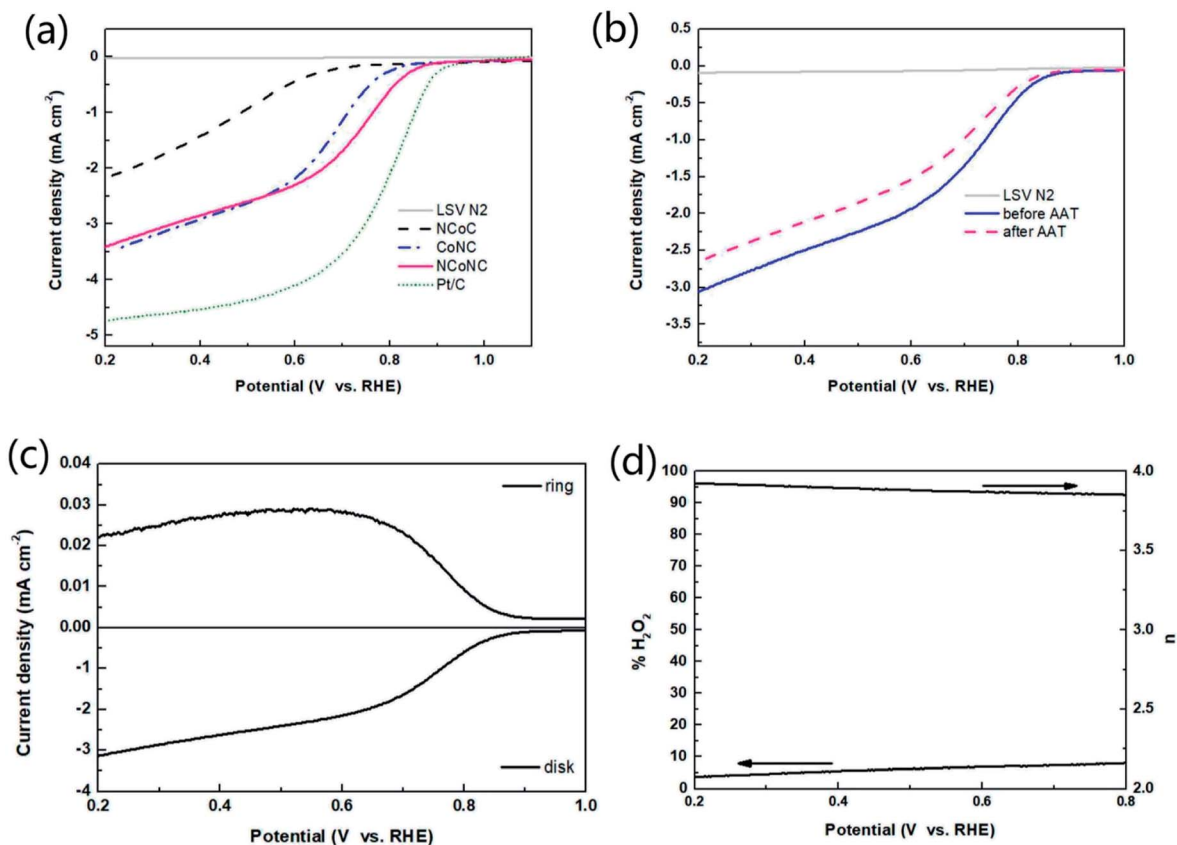 (a)
0
-1
-2
-3
-4
-5
Current density (mA cm⁻²)
LSV N2
NCoC
CoNC
NCoNC
Pt/C
0.2 0.4 0.6 0.8 1.0
Potential (V vs. RHE)
(b)
0.5
0.0
-0.5
-1.0
-1.5
-2.0
-2.5
-3.0
-3.5
Current density (mA cm⁻²)
LSV N2
before AAT
after AAT
0.2 0.4 0.6 0.8 1.0
Potential (V vs. RHE)
(c)
0.04
0.03
0.02
0.01
0.00
-1
-2
-3
-4
Current density (mA cm⁻²)
ring
disk
0.2 0.4 0.6 0.8 1.0
Potential (V vs. RHE)
(d)
100
90
80
70
60
50
40
30
20
10
0
% H₂O₂
4.0
3.5
3.0
2.5
2.0
n
0.2 0.4 0.6 0.8
Potential (V vs. RHE)